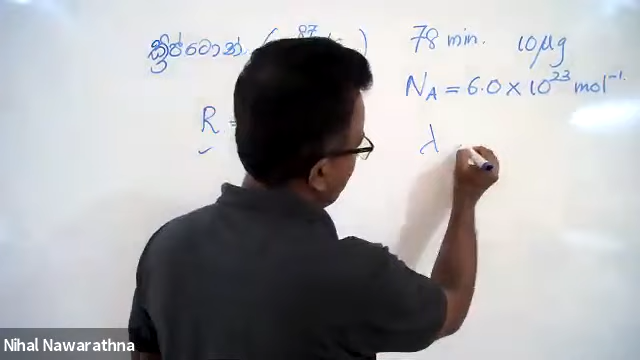 ක්‍රිප්ටොන් ( 87 ) 78 min. 10μg
N_A = 6.0 × 10²³ mol⁻¹
R = λ
Nihal Nawarathna